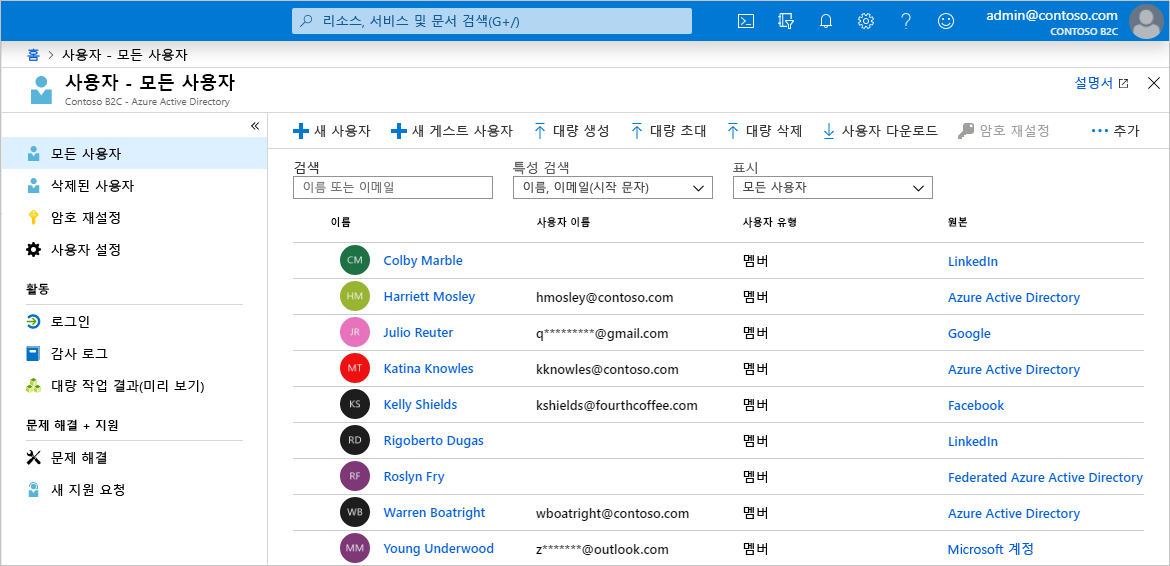 리소스, 서비스 및 문서 검색(G+/)
admin@contoso.com
CONTOSO B2C
홈 > 사용자 - 모든 사용자
사용자 - 모든 사용자
Contoso B2C - Azure Active Directory
설명서
«
모든 사용자
삭제된 사용자
암호 재설정
사용자 설정
활동
로그인
감사 로그
대량 작업 결과(미리 보기)
문제 해결 + 지원
문제 해결
새 지원 요청
새 사용자 새 게스트 사용자 대량 생성 대량 초대 대량 삭제 사용자 다운로드 암호 재설정 ··· 추가
검색 특성 검색 표시
이름 또는 이메일 이름, 이메일(시작 문자) 모든 사용자
이름 사용자 이름 사용자 유형 원본
CM Colby Marble 멤버 LinkedIn
HM Harriett Mosley hmosley@contoso.com 멤버 Azure Active Directory
JR Julio Reuter q*********@gmail.com 멤버 Google
MT Katina Knowles kknowles@contoso.com 멤버 Azure Active Directory
KS Kelly Shields kshields@fourthcoffee.com 멤버 Facebook
RD Rigoberto Dugas 멤버 LinkedIn
RF Roslyn Fry 멤버 Federated Azure Active Directory
WB Warren Boatright wboatright@contoso.com 멤버 Azure Active Directory
MM Young Underwood z*******@outlook.com 멤버 Microsoft 계정